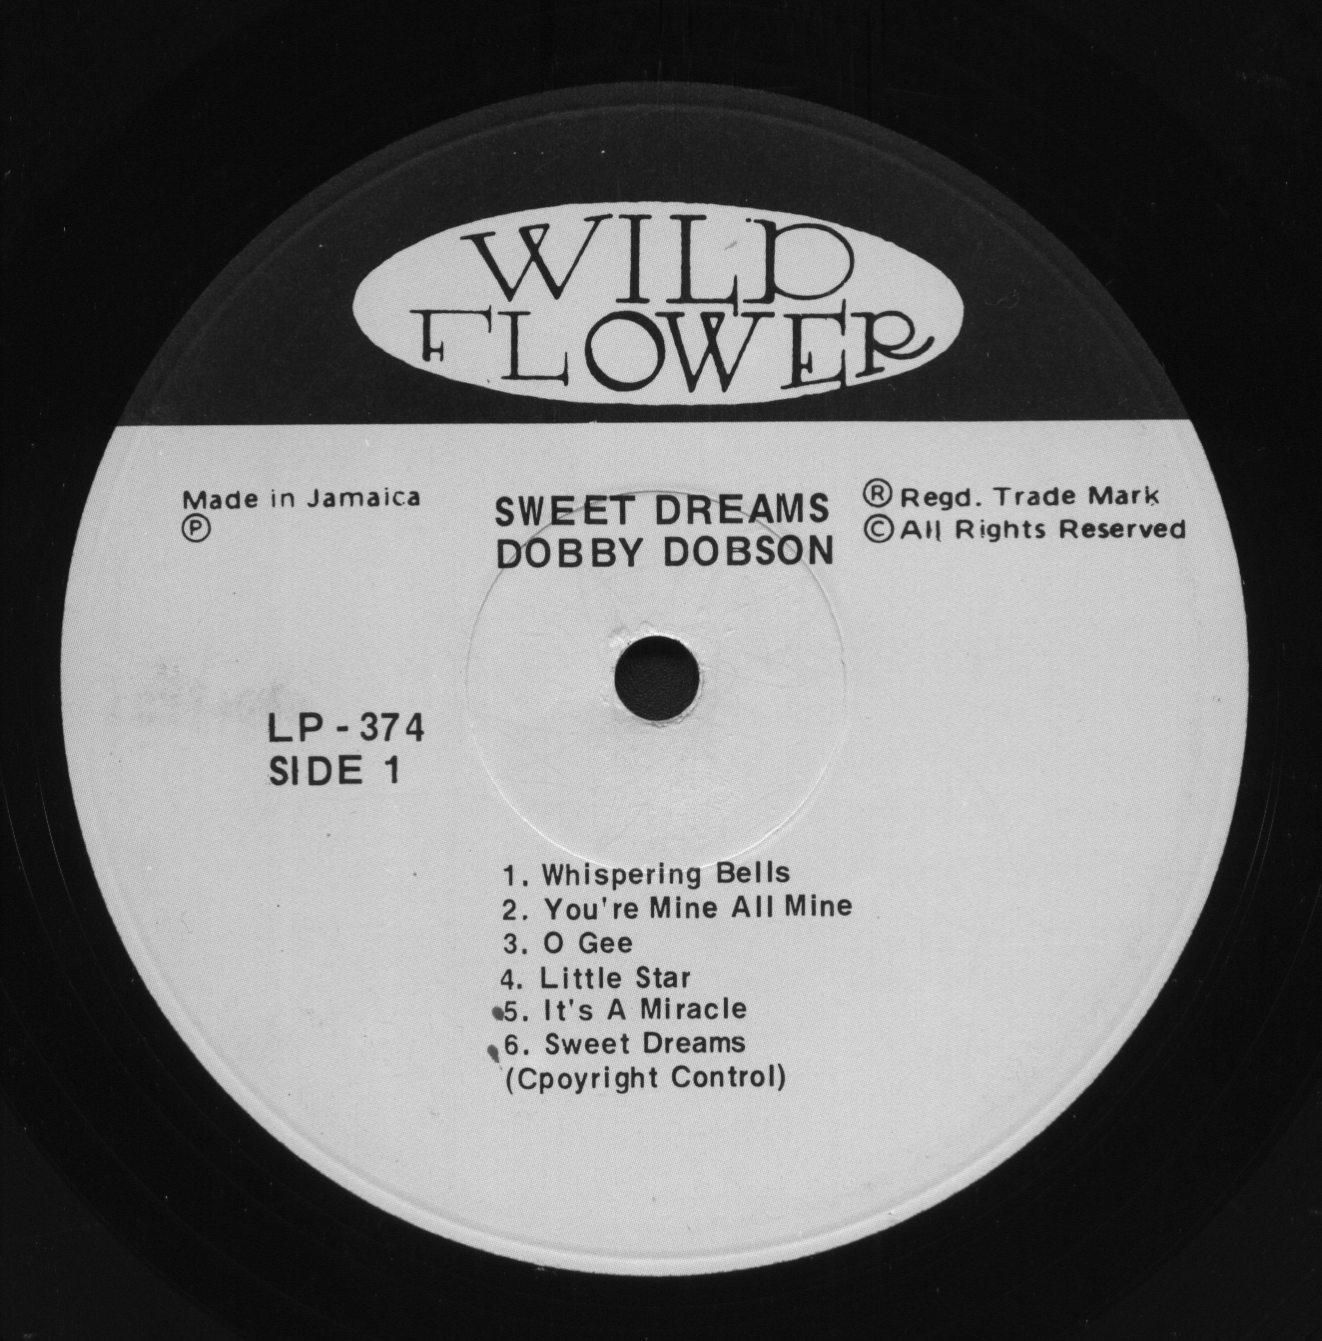 WILD
FLOWER
Made in Jamaica
Ⓟ
SWEET DREAMS
DOBBY DOBSON
® Regd. Trade Mark
© All Rights Reserved
LP - 374
SIDE 1
1. Whispering Bells
2. You're Mine All Mine
3. O Gee
4. Little Star
5. It's A Miracle
6. Sweet Dreams
(Cpoyright Control)